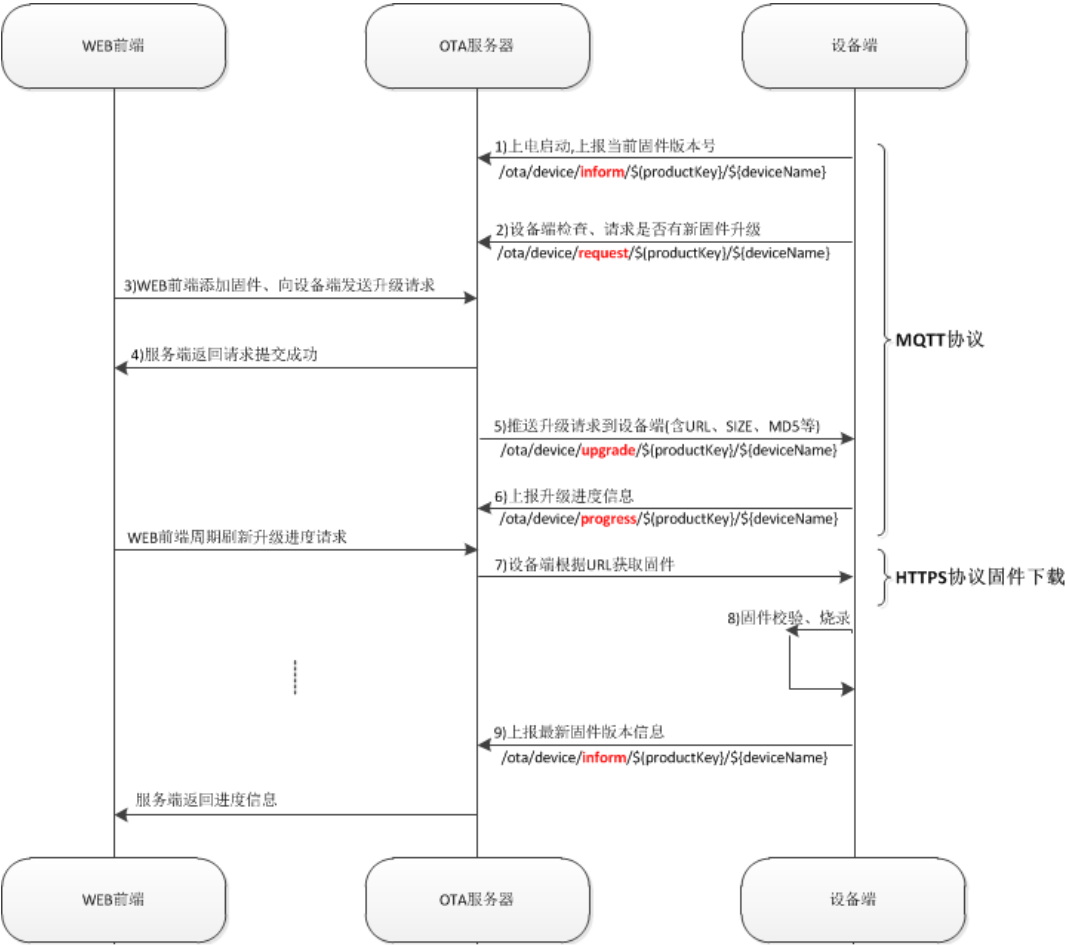 WEB前端
OTA服务器
设备端
1)上电启动,上报当前固件版本号
/ota/device/inform/$(productKey}/${deviceName}
2)设备端检查、请求是否有新固件升级
/ota/device/request/$(productKey}/${deviceName}
3)WEB前端添加固件、向设备端发送升级请求
MQTT协议
4)服务端返回请求提交成功
5)推送升级请求到设备端(含URL、SIZE、MD5等)
/ota/device/upgrade/$(productKey}/${deviceName}
6)上报升级进度信息
/ota/device/progress/$(productKey}/${deviceName}
WEB前端周期刷新升级进度请求
7)设备端根据URL获取固件
HTTPS协议固件下载
8)固件校验、烧录
9)上报最新固件版本信息
/ota/device/inform/$(productKey}/${deviceName}
服务端返回进度信息
WEB前端
OTA服务器
设备端